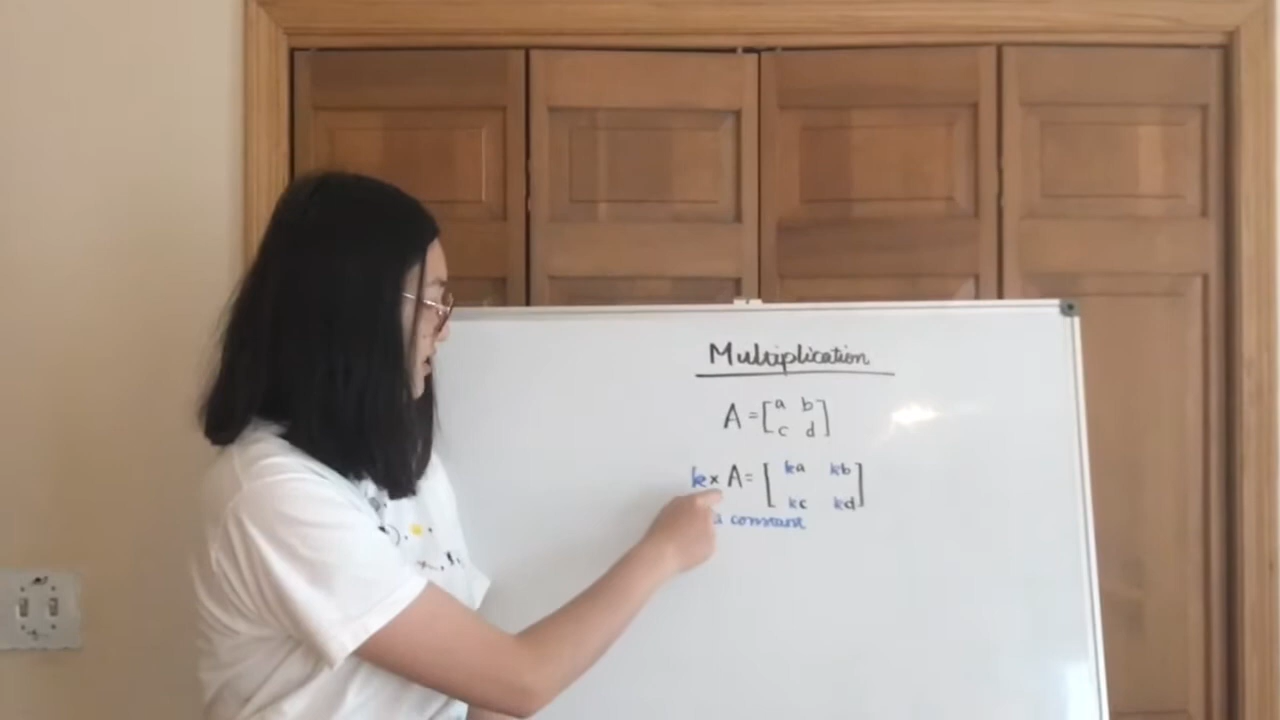 Multiplication
A = [a b
c d]
k × A = [ka kb
kc kd]
a constant